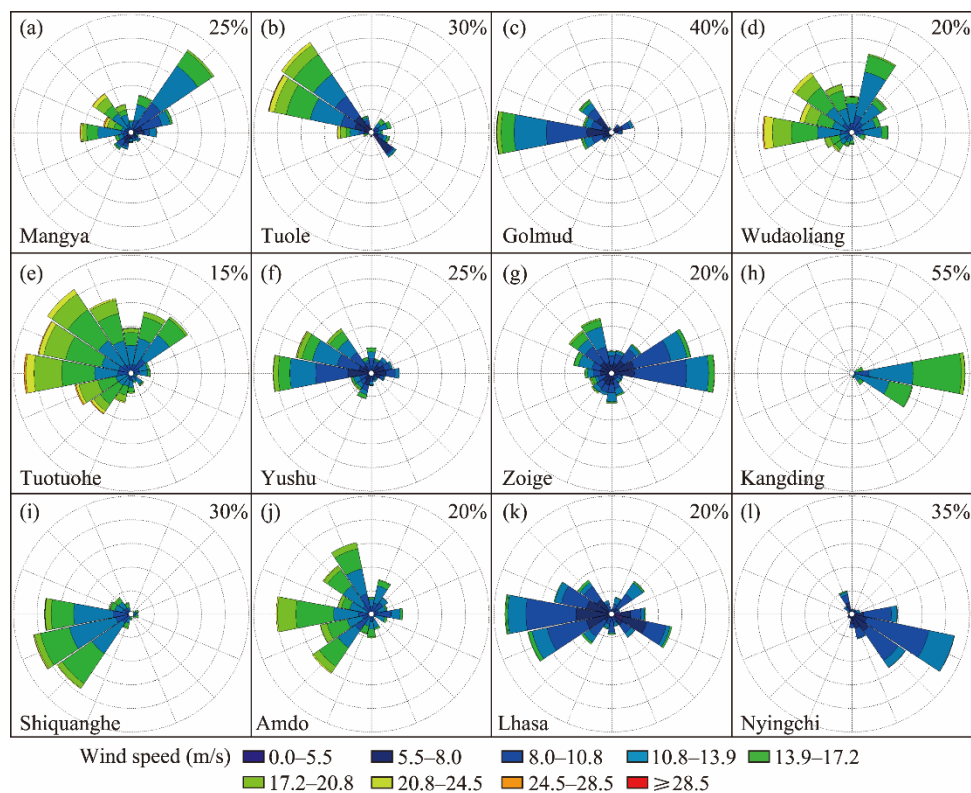 (a) 25%
Mangya
(b) 30%
Tuole
(c) 40%
Golmud
(d) 20%
Wudaoliang
(e) 15%
Tuotuohe
(f) 25%
Yushu
(g) 20%
Zoige
(h) 55%
Kangding
(i) 30%
Shiquanghe
(j) 20%
Amdo
(k) 20%
Lhasa
(l) 35%
Nyingchi
Wind speed (m/s) 0.0–5.5 5.5–8.0 8.0–10.8 10.8–13.9 13.9–17.2
17.2–20.8 20.8–24.5 24.5–28.5 ⩾28.5